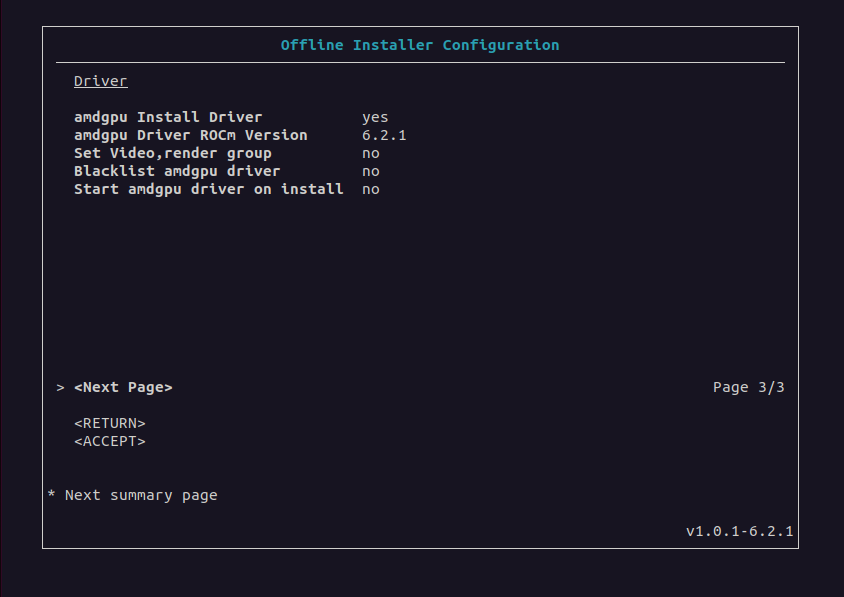 Offline Installer Configuration
Driver
amdgpu Install Driver yes
amdgpu Driver ROCm Version 6.2.1
Set Video,render group no
Blacklist amdgpu driver no
Start amdgpu driver on install no
> <Next Page> Page 3/3
<RETURN>
<ACCEPT>
* Next summary page
v1.0.1-6.2.1